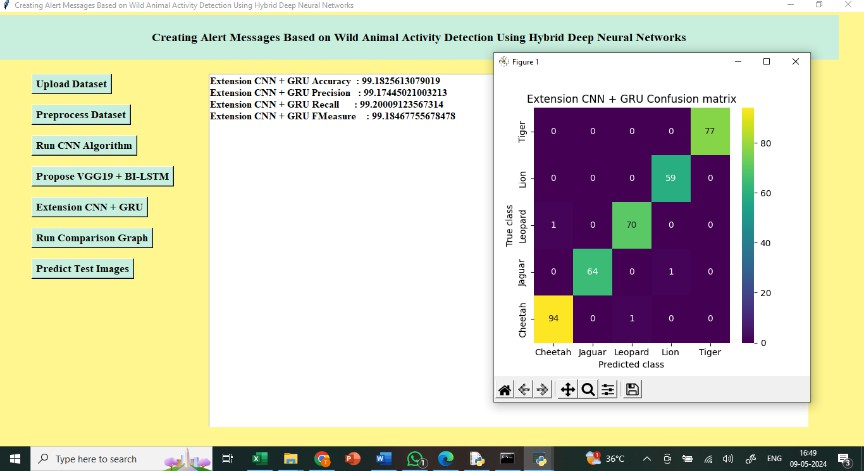 Creating Alert Messages Based on Wild Animal Activity Detection Using Hybrid Deep Neural Networks
Creating Alert Messages Based on Wild Animal Activity Detection Using Hybrid Deep Neural Networks
Upload Dataset
Preprocess Dataset
Run CNN Algorithm
Propose VGG19 + BI-LSTM
Extension CNN + GRU
Run Comparison Graph
Predict Test Images
Extension CNN + GRU Accuracy : 99.1825613079019
Extension CNN + GRU Precision : 99.17445021003213
Extension CNN + GRU Recall : 99.20009123567314
Extension CNN + GRU FMeasure : 99.18467755678478
Figure 1
Extension CNN + GRU Confusion matrix
True class
Tiger 0 0 0 0 77
Lion 0 0 0 59 0
Leopard 1 0 70 0 0
Jaguar 0 64 0 1 0
Cheetah 94 0 1 0 0
Cheetah Jaguar Leopard Lion Tiger
Predicted class
80
60
40
20
0
Type here to search
36°C
ENG
16:49
09-05-2024